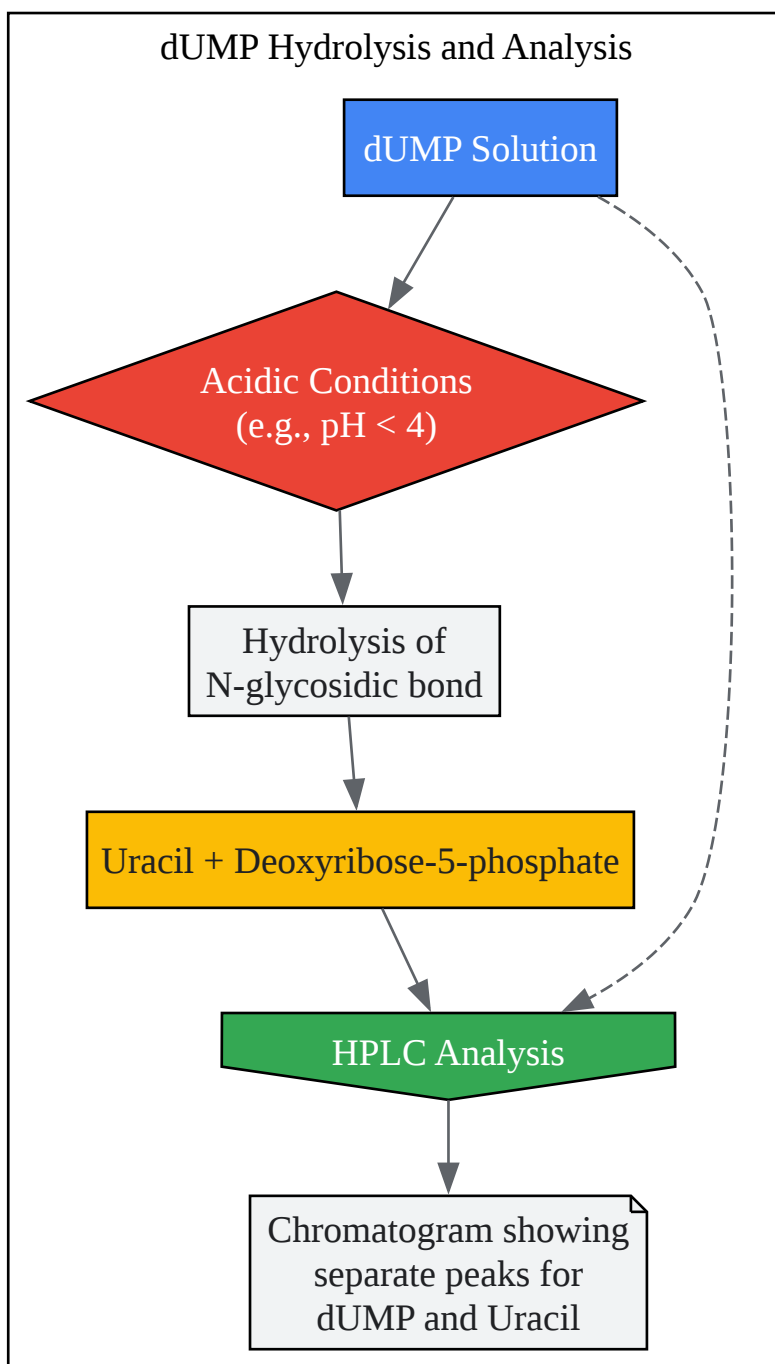 dUMP Hydrolysis and Analysis
dUMP Solution
Acidic Conditions
(e.g., pH < 4)
Hydrolysis of
N-glycosidic bond
Uracil + Deoxyribose-5-phosphate
HPLC Analysis
Chromatogram showing
separate peaks for
dUMP and Uracil